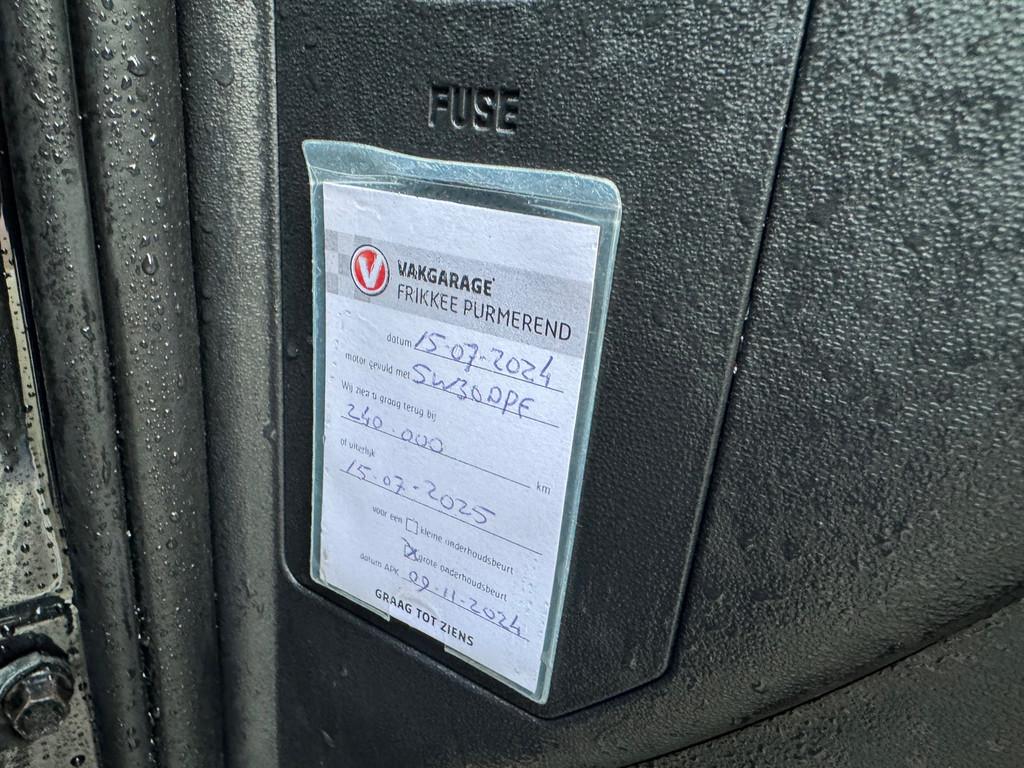 FUSE
V
VAKGARAGE
FRIKKEE PURMEREND
datum 15-07-2024
motor gevuld met 5W30DPF
Wij zien u graag terug bij
240.000 km
of uiterlijk
15-07-2025
voor een kleine onderhoudsbeurt
grote onderhoudsbeurt
datum APK 09-11-2024
GRAAG TOT ZIENS